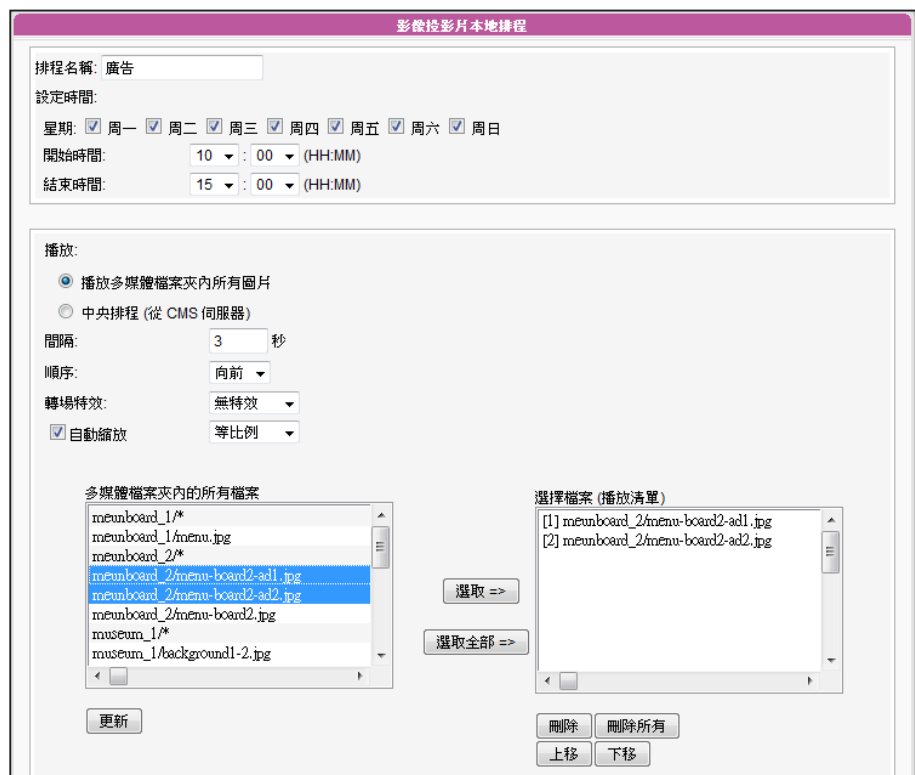 影像投影片本地排程
排程名稱: 廣告
設定時間:
星期: 周一 周二 周三 周四 周五 周六 周日
開始時間: 10 : 00 (HH:MM)
結束時間: 15 : 00 (HH:MM)
播放:
播放多媒體檔案夾內所有圖片
中央排程 (從 CMS 伺服器)
間隔: 3 秒
順序: 向前
轉場特效: 無特效
自動縮放 等比例
多媒體檔案夾內的所有檔案
meunboard_1/*
meunboard_1/menu.jpg
meunboard_2/*
meunboard_2/menu-board2-ad1.jpg
meunboard_2/menu-board2-ad2.jpg
meunboard_2/menu-board2.jpg
museum_1/*
museum_1/background1-2.jpg
更新
選取 =>
選取全部 =>
選擇檔案 (播放清單)
[1] meunboard_2/menu-board2-ad1.jpg
[2] meunboard_2/menu-board2-ad2.jpg
刪除 刪除所有
上移 下移